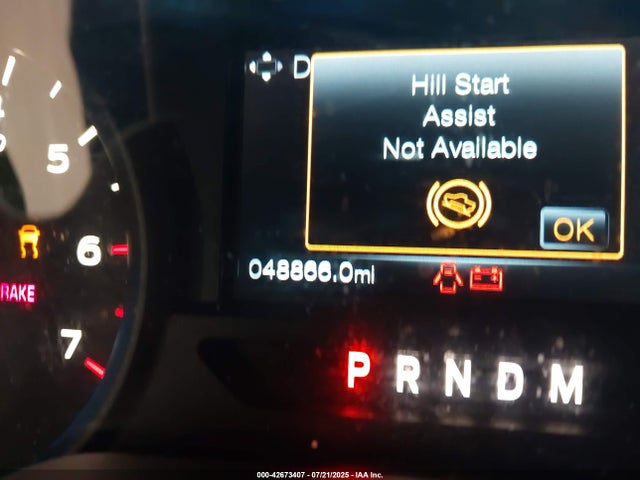 D
Hill Start
Assist
Not Available
OK
5
6
7
RAKE
048866.0mi
P R N D M
000-42673407 - 07/21/2025 - IAA Inc.